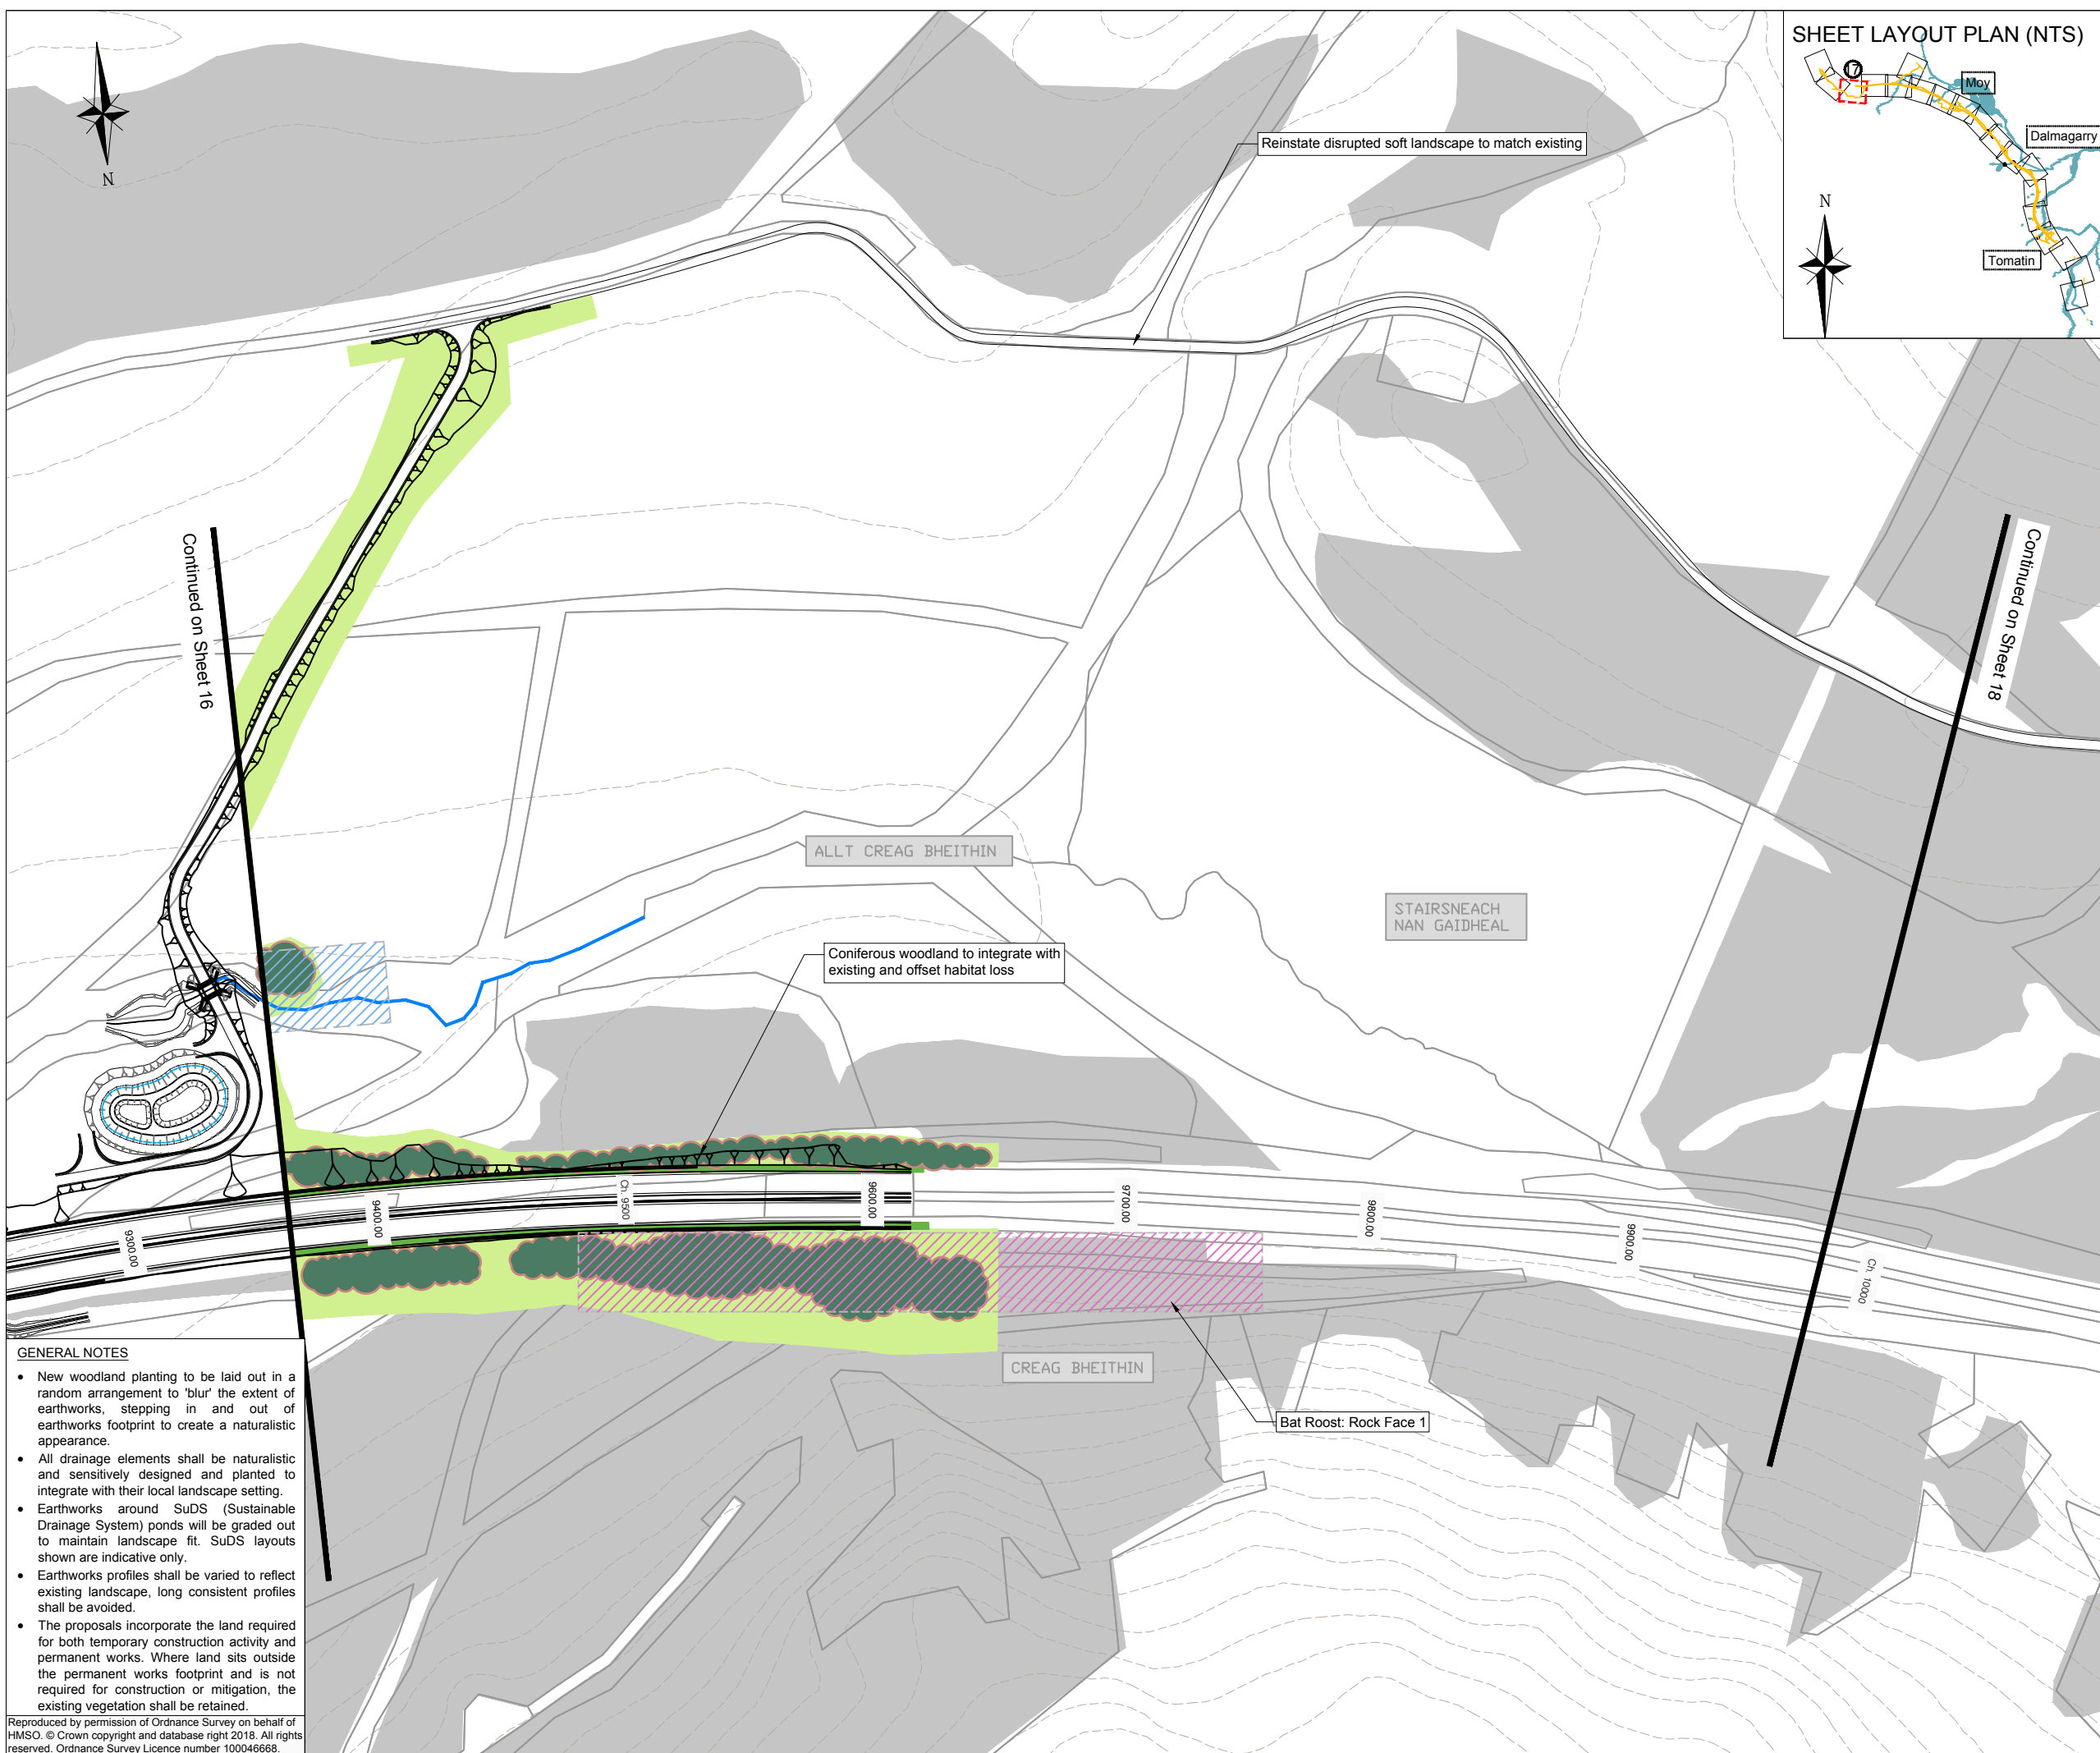 SHEET LAYOUT PLAN (NTS)
17
Moy
Dalmagarry
N
Tomatin
N
Reinstate disrupted soft landscape to match existing
Continued on Sheet 16
Continued on Sheet 18
ALLT CREAG BHEITHIN
STAIRSNEACH
NAN GAIDHEAL
Coniferous woodland to integrate with
existing and offset habitat loss
9300.00
9400.00
Ch. 9500
9600.00
9700.00
9800.00
9900.00
Ch. 10000
CREAG BHEITHIN
Bat Roost: Rock Face 1
GENERAL NOTES
• New woodland planting to be laid out in a
random arrangement to 'blur' the extent of
earthworks, stepping in and out of
earthworks footprint to create a naturalistic
appearance.
• All drainage elements shall be naturalistic
and sensitively designed and planted to
integrate with their local landscape setting.
• Earthworks around SuDS (Sustainable
Drainage System) ponds will be graded out
to maintain landscape fit. SuDS layouts
shown are indicative only.
• Earthworks profiles shall be varied to reflect
existing landscape, long consistent profiles
shall be avoided.
• The proposals incorporate the land required
for both temporary construction activity and
permanent works. Where land sits outside
the permanent works footprint and is not
required for construction or mitigation, the
existing vegetation shall be retained.
Reproduced by permission of Ordnance Survey on behalf of
HMSO. © Crown copyright and database right 2018. All rights
reserved. Ordnance Survey Licence number 100046668.